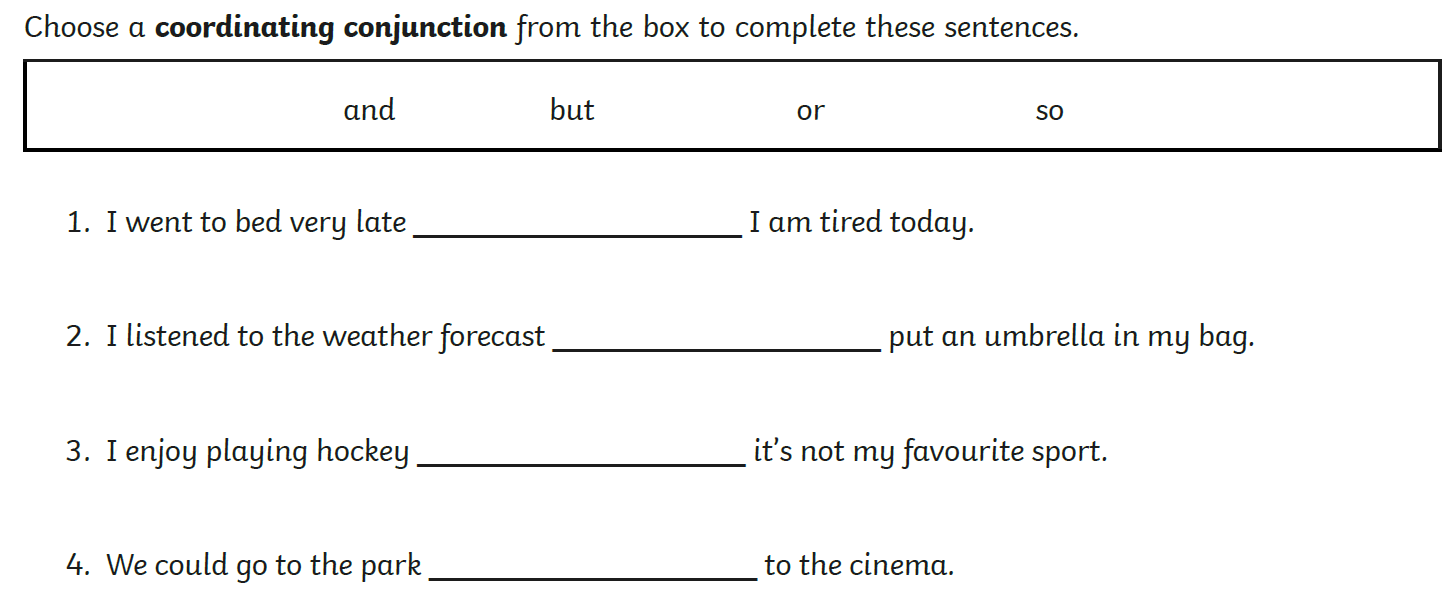 Choose a coordinating conjunction from the box to complete these sentences.
and but or so
1. I went to bed very late ____________________ I am tired today.
2. I listened to the weather forecast ____________________ put an umbrella in my bag.
3. I enjoy playing hockey ____________________ it’s not my favourite sport.
4. We could go to the park ____________________ to the cinema.